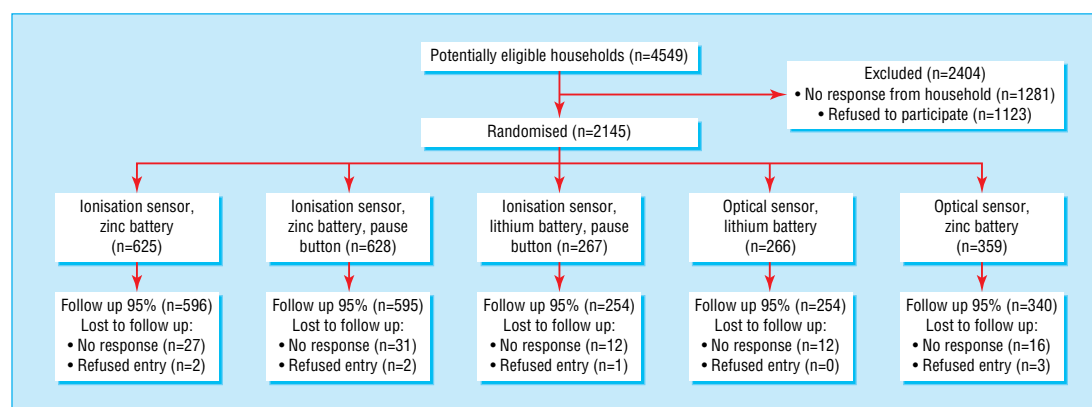 Potentially eligible households (n=4549)
Excluded (n=2404)
• No response from household (n=1281)
• Refused to participate (n=1123)
Randomised (n=2145)
Ionisation sensor,
zinc battery
(n=625)
Ionisation sensor,
zinc battery, pause
button (n=628)
Ionisation sensor,
lithium battery, pause
button (n=267)
Optical sensor,
lithium battery
(n=266)
Optical sensor,
zinc battery
(n=359)
Follow up 95% (n=596)
Lost to follow up:
• No response (n=27)
• Refused entry (n=2)
Follow up 95% (n=595)
Lost to follow up:
• No response (n=31)
• Refused entry (n=2)
Follow up 95% (n=254)
Lost to follow up:
• No response (n=12)
• Refused entry (n=1)
Follow up 95% (n=254)
Lost to follow up:
• No response (n=12)
• Refused entry (n=0)
Follow up 95% (n=340)
Lost to follow up:
• No response (n=16)
• Refused entry (n=3)